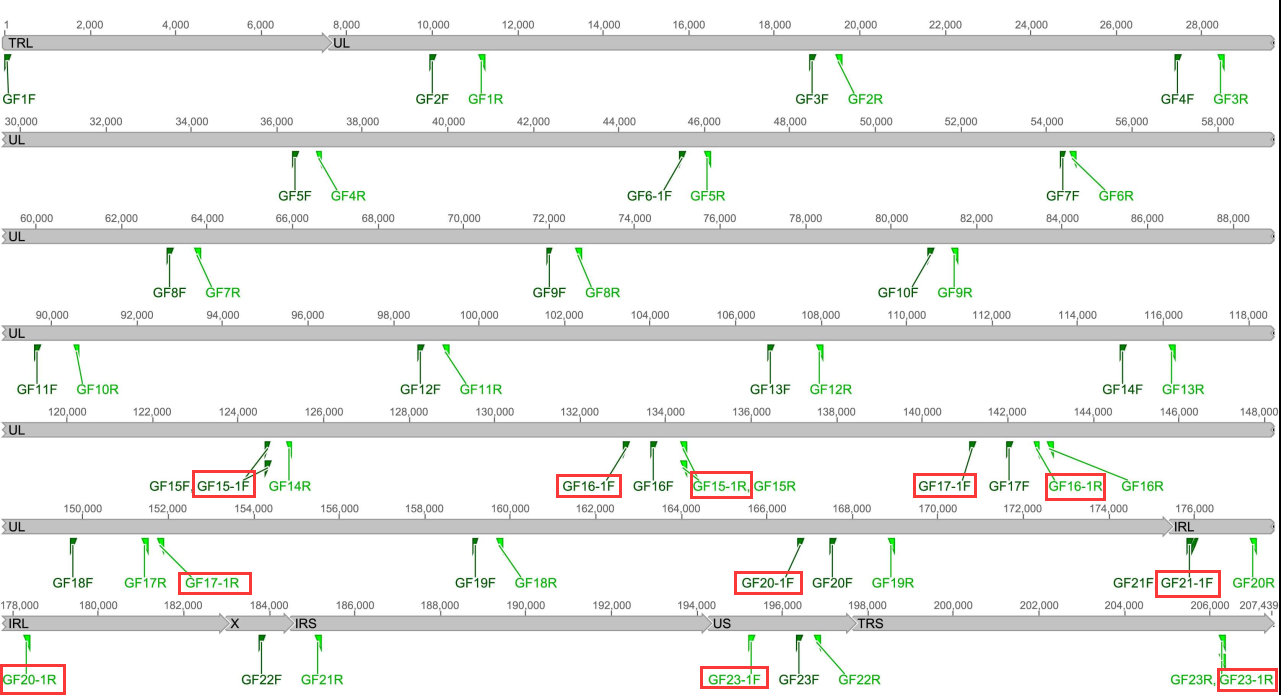 1 2,000 4,000 6,000 8,000 10,000 12,000 14,000 16,000 18,000 20,000 22,000 24,000 26,000 28,000
TRL UL
GF1F GF2F GF1R GF3F GF2R GF4F GF3R
30,000 32,000 34,000 36,000 38,000 40,000 42,000 44,000 46,000 48,000 50,000 52,000 54,000 56,000 58,000
UL
GF5F GF4R GF6-1F GF5R GF7F GF6R
60,000 62,000 64,000 66,000 68,000 70,000 72,000 74,000 76,000 78,000 80,000 82,000 84,000 86,000 88,000
UL
GF8F GF7R GF9F GF8R GF10F GF9R
90,000 92,000 94,000 96,000 98,000 100,000 102,000 104,000 106,000 108,000 110,000 112,000 114,000 116,000 118,000
UL
GF11F GF10R GF12F GF11R GF13F GF12R GF14F GF13R
120,000 122,000 124,000 126,000 128,000 130,000 132,000 134,000 136,000 138,000 140,000 142,000 144,000 146,000 148,000
UL
GF15F, GF15-1F GF14R GF16-1F GF16F GF15-1R, GF15R GF17-1F GF17F GF16-1R GF16R
150,000 152,000 154,000 156,000 158,000 160,000 162,000 164,000 166,000 168,000 170,000 172,000 174,000 176,000
UL IRL
GF18F GF17R GF17-1R GF19F GF18R GF20-1F GF20F GF19R GF21F GF21-1F GF20R
178,000 180,000 182,000 184,000 186,000 188,000 190,000 192,000 194,000 196,000 198,000 200,000 202,000 204,000 206,000 207,439
IRL X IRS US TRS
GF20-1R GF22F GF21R GF23-1F GF23F GF22R GF23R, GF23-1R